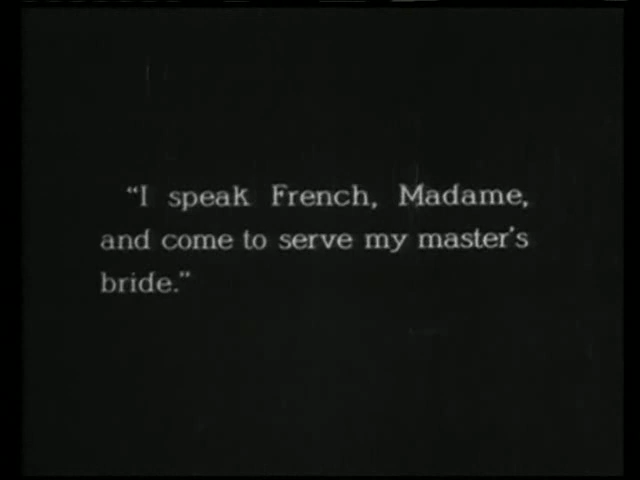 “I speak French, Madame,
and come to serve my master's
bride.”